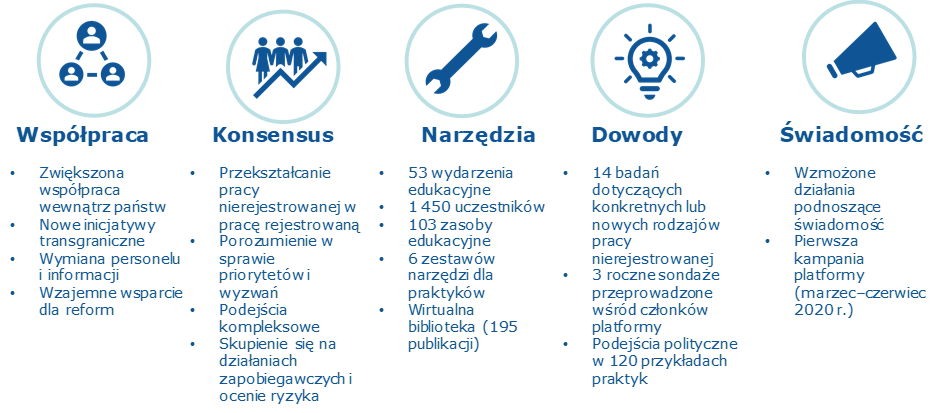 Współpraca
• Zwiększona
współpraca
wewnątrz państw
• Nowe inicjatywy
transgraniczne
• Wymiana personelu
i informacji
• Wzajemne wsparcie
dla reform
Konsensus
• Przekształcanie
pracy
nierejestrowanej w
pracę rejestrowaną
• Porozumienie w
sprawie
priorytetów i
wyzwań
• Podejścia
kompleksowe
• Skupienie się na
działaniach
zapobiegawczych i
ocenie ryzyka
Narzędzia
• 53 wydarzenia
edukacyjne
• 1 450 uczestników
• 103 zasoby
edukacyjne
• 6 zestawów
narzędzi dla
praktyków
• Wirtualna
biblioteka (195
publikacji)
Dowody
• 14 badań
dotyczących
konkretnych lub
nowych rodzajów
pracy
nierejestrowanej
• 3 roczne sondaże
przeprowadzone
wśród członków
platformy
• Podejścia polityczne
w 120 przykładach
praktyk
Świadomość
• Wzmożone
działania
podnoszące
świadomość
• Pierwsza
kampania
platformy
(marzec–czerwiec
2020 r.)